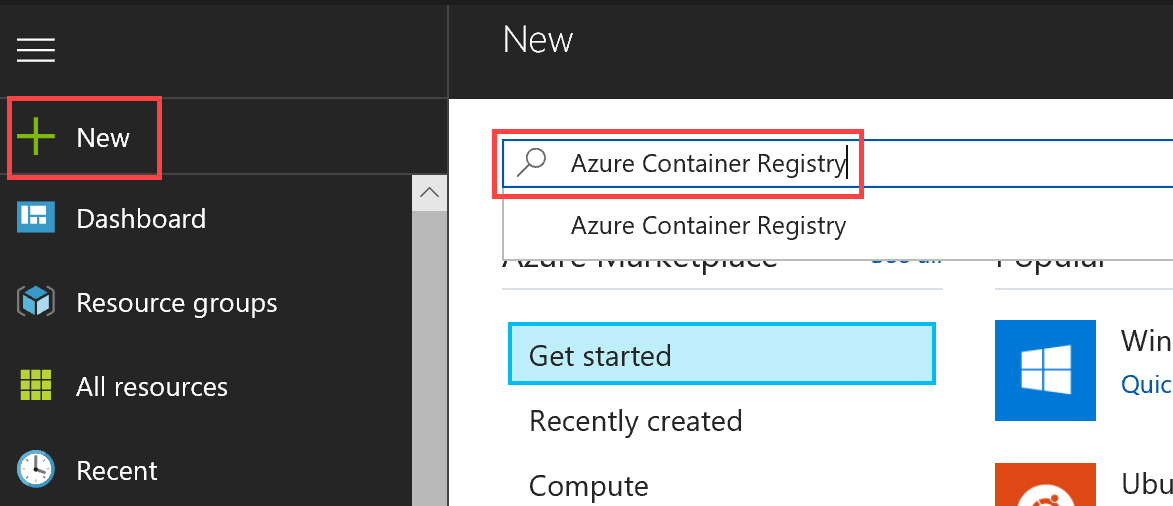 New
New
Azure Container Registry
Dashboard
Azure Container Registry
Azure Marketplace
See all
Popular
Resource groups
Get started
Win
Quic
All resources
Recently created
Recent
Compute
Ubu